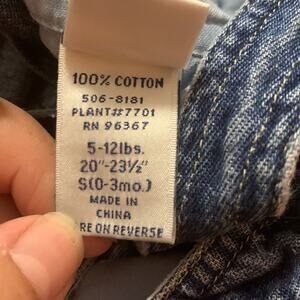 100% COTTON
506-8181
PLANT#7701
RN 96367
5-12lbs.
20"-23½"
S(0-3mo.)
MADE IN
CHINA
RE ON REVERSE